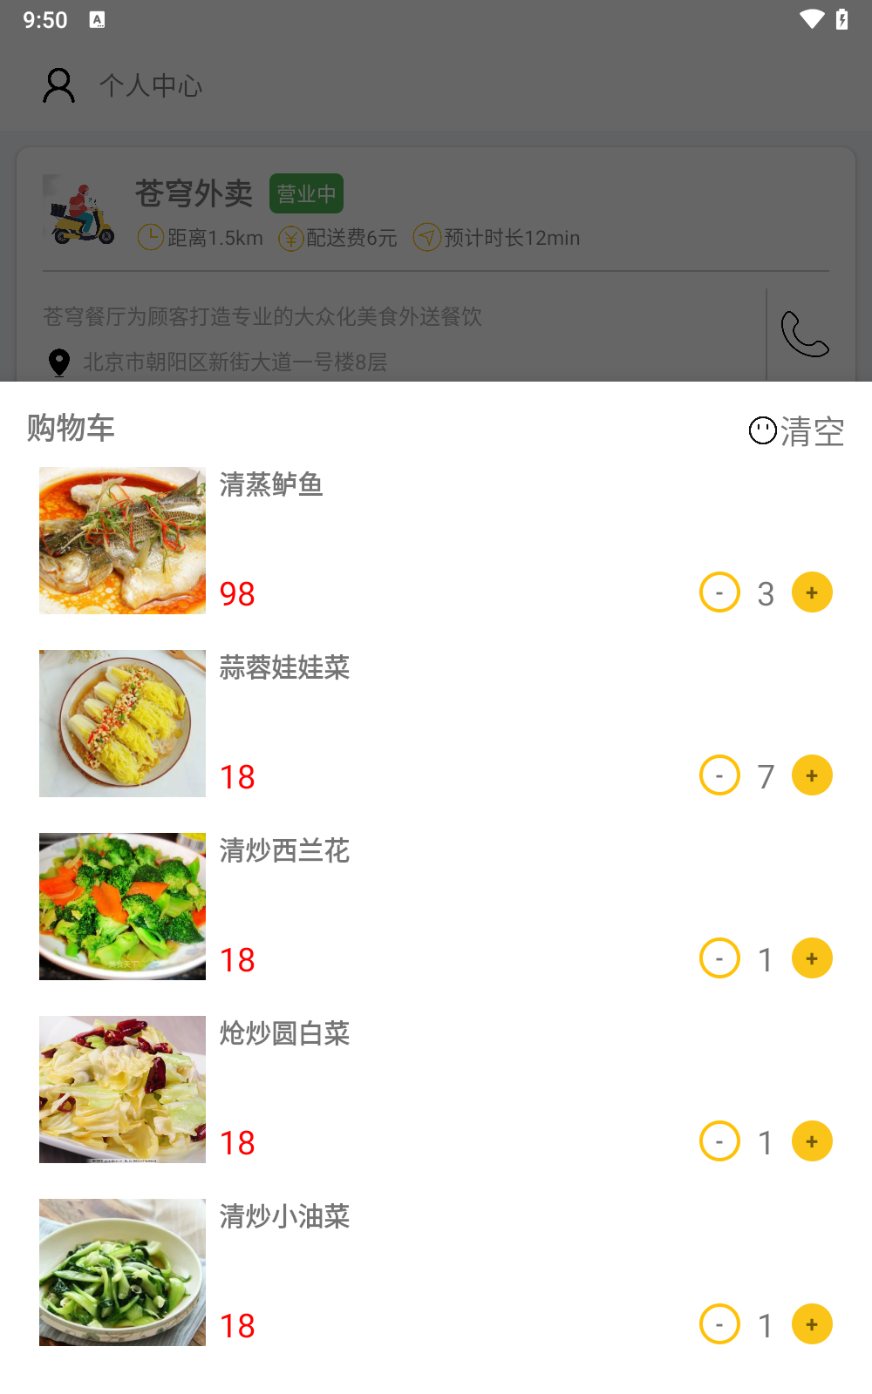 9:50
个人中心
苍穹外卖 营业中
距离1.5km 配送费6元 预计时长12min
苍穹餐厅为顾客打造专业的大众化美食外送餐饮
北京市朝阳区新街大道一号楼8层
购物车 清空
清蒸鲈鱼
98 - 3 +
蒜蓉娃娃菜
18 - 7 +
清炒西兰花
18 - 1 +
炝炒圆白菜
18 - 1 +
清炒小油菜
18 - 1 +